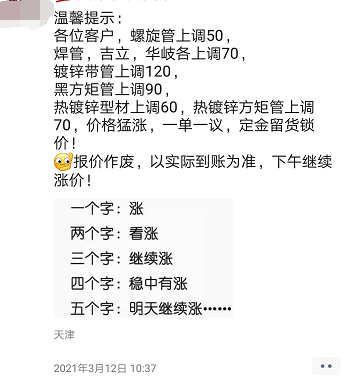 温馨提示：
各位客户，螺旋管上调50，
焊管，吉立，华岐各上调70，
镀锌带管上调120，
黑方矩管上调90，
热镀锌型材上调60，热镀锌方矩管上调
70，价格猛涨，一单一议，定金留货锁
价！
报价作废，以实际到账为准，下午继续
涨价！
一个字：涨
两个字：看涨
三个字：继续涨
四个字：稳中有涨
五个字：明天继续涨······
天津
2021年3月12日 10:37